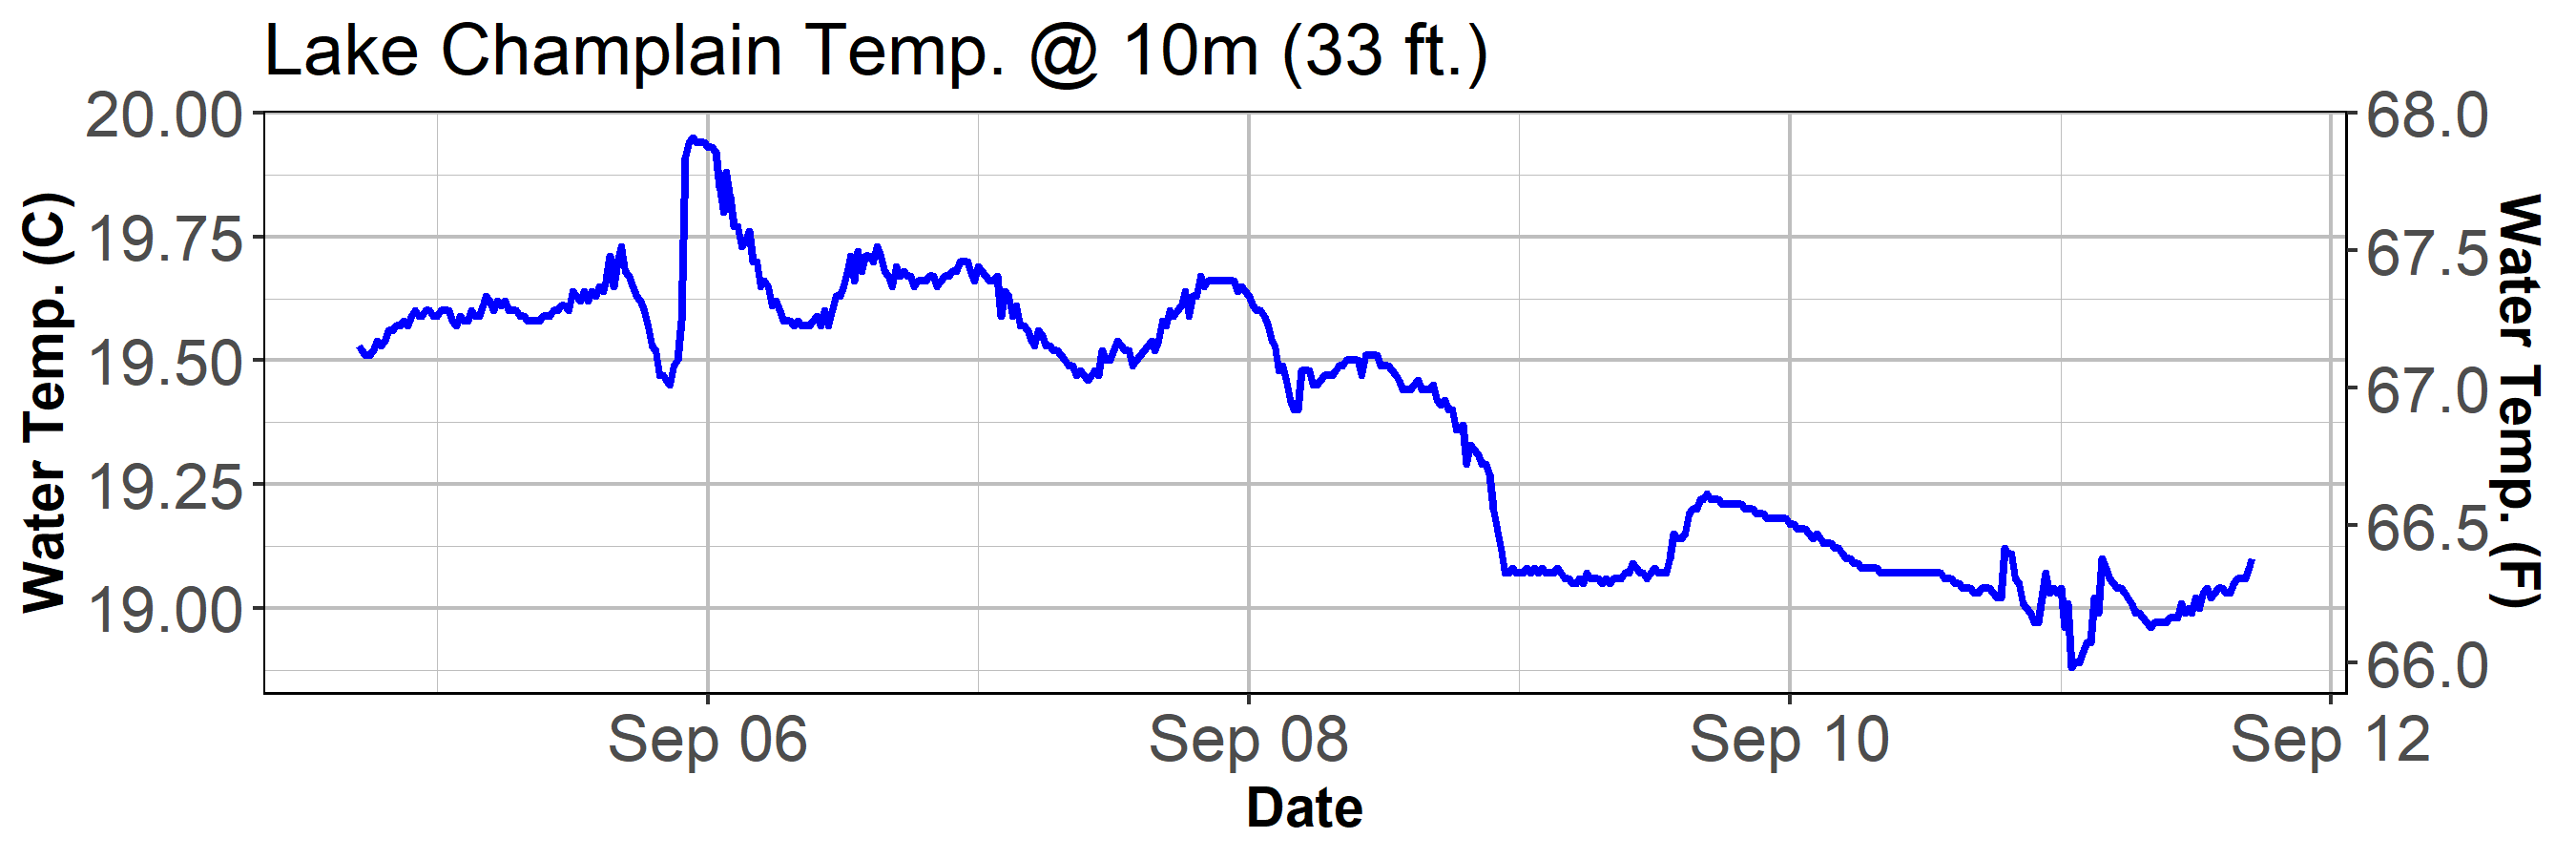 Lake Champlain Temp. @ 10m (33 ft.)
Water Temp. (C)
20.00
19.75
19.50
19.25
19.00
68.0
67.5
67.0
66.5
66.0
Water Temp. (F)
Sep 06 Sep 08 Sep 10 Sep 12
Date